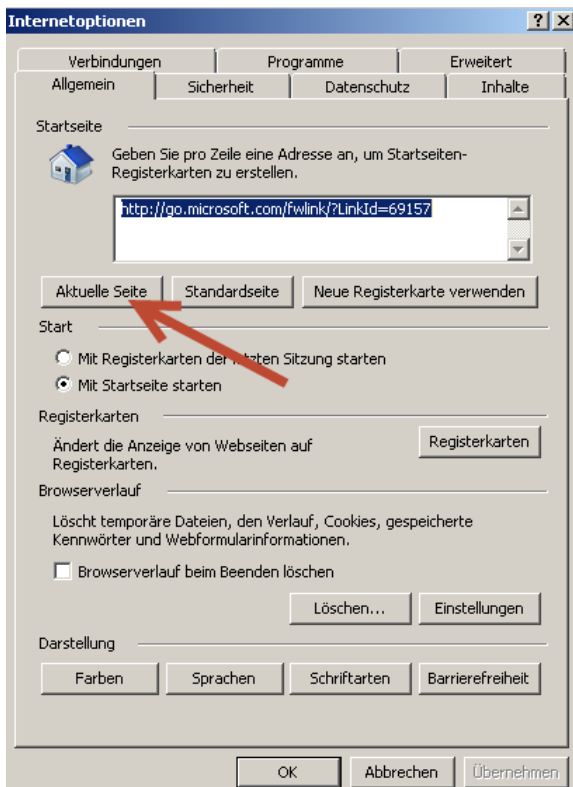 Internetoptionen
Verbindungen Programme Erweitert
Allgemein Sicherheit Datenschutz Inhalte
Startseite
Geben Sie pro Zeile eine Adresse an, um Startseiten-
Registerkarten zu erstellen.
http://go.microsoft.com/fwlink/?LinkId=69157
Aktuelle Seite Standardseite Neue Registerkarte verwenden
Start
Mit Registerkarten der letzten Sitzung starten
Mit Startseite starten
Registerkarten
Ändert die Anzeige von Webseiten auf
Registerkarten.
Registerkarten
Browserverlauf
Löscht temporäre Dateien, den Verlauf, Cookies, gespeicherte
Kennwörter und Webformularinformationen.
Browserverlauf beim Beenden löschen
Löschen... Einstellungen
Darstellung
Farben Sprachen Schriftarten Barrierefreiheit
OK Abbrechen Übernehmen